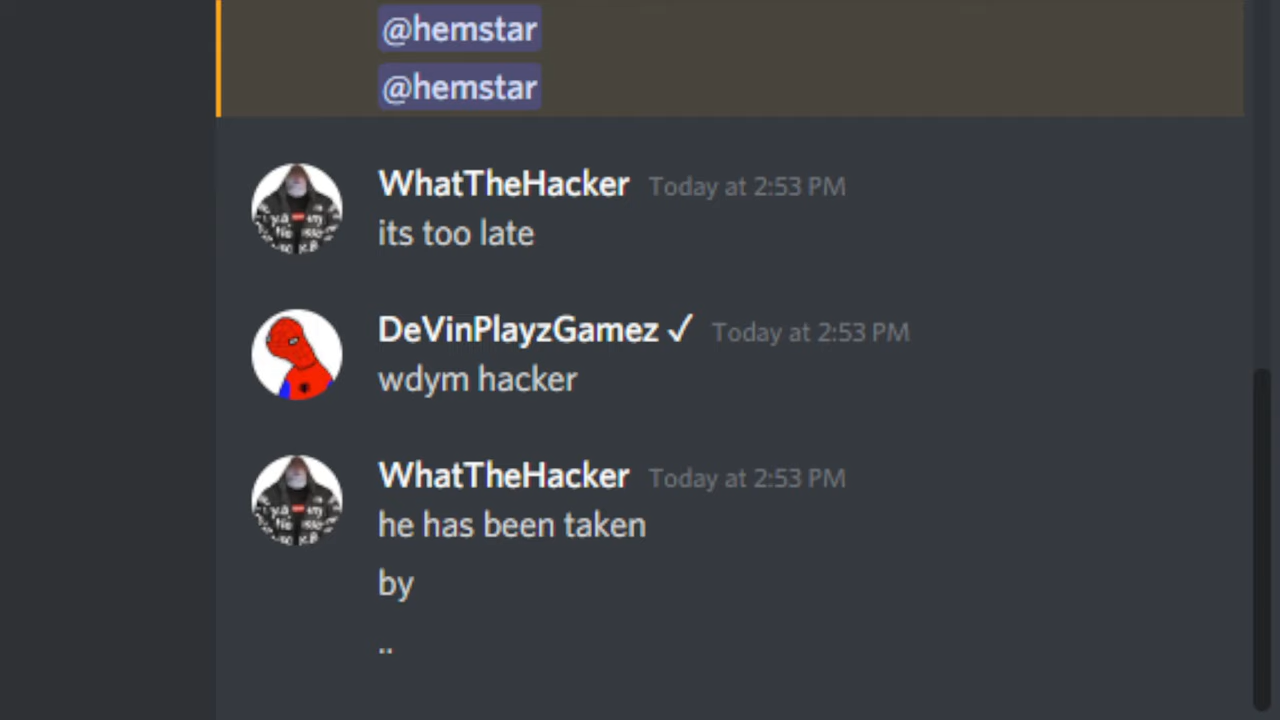 @hemstar
@hemstar
WhatTheHacker Today at 2:53 PM
its too late
DeVinPlayzGamez ✓ Today at 2:53 PM
wdym hacker
WhatTheHacker Today at 2:53 PM
he has been taken
by
..